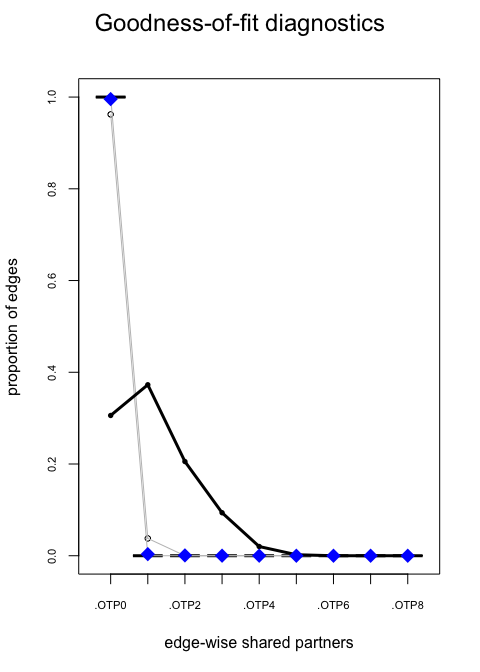 Goodness-of-fit diagnostics
1.0
0.8
0.6
0.4
0.2
0.0
proportion of edges
.OTP0 .OTP2 .OTP4 .OTP6 .OTP8
edge-wise shared partners